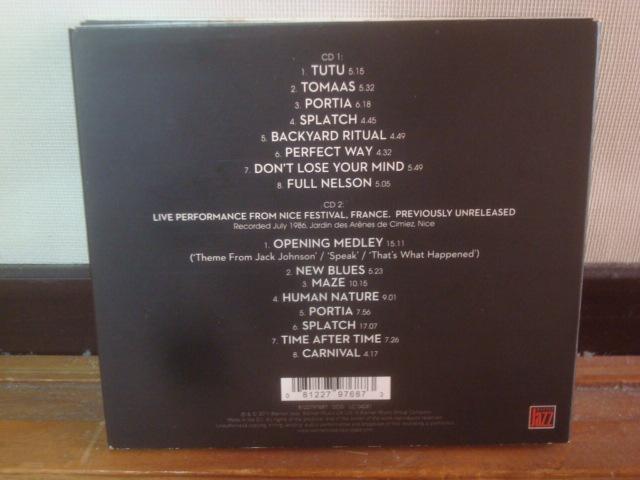 CD 1:
1. TUTU 5.15
2. TOMAAS 5.32
3. PORTIA 6.18
4. SPLATCH 4.45
5. BACKYARD RITUAL 4.49
6. PERFECT WAY 4.32
7. DON'T LOSE YOUR MIND 5.49
8. FULL NELSON 5.05
CD 2:
LIVE PERFORMANCE FROM NICE FESTIVAL, FRANCE. PREVIOUSLY UNRELEASED
Recorded July 1986, Jardin des Arènes de Cimiez, Nice
1. OPENING MEDLEY 15.11
('Theme From Jack Johnson' / 'Speak' / 'That's What Happened')
2. NEW BLUES 5.23
3. MAZE 10.15
4. HUMAN NATURE 9.01
5. PORTIA 7.56
6. SPLATCH 17.07
7. TIME AFTER TIME 7.26
8. CARNIVAL 4.17
0 81227 97687 3
Jazz